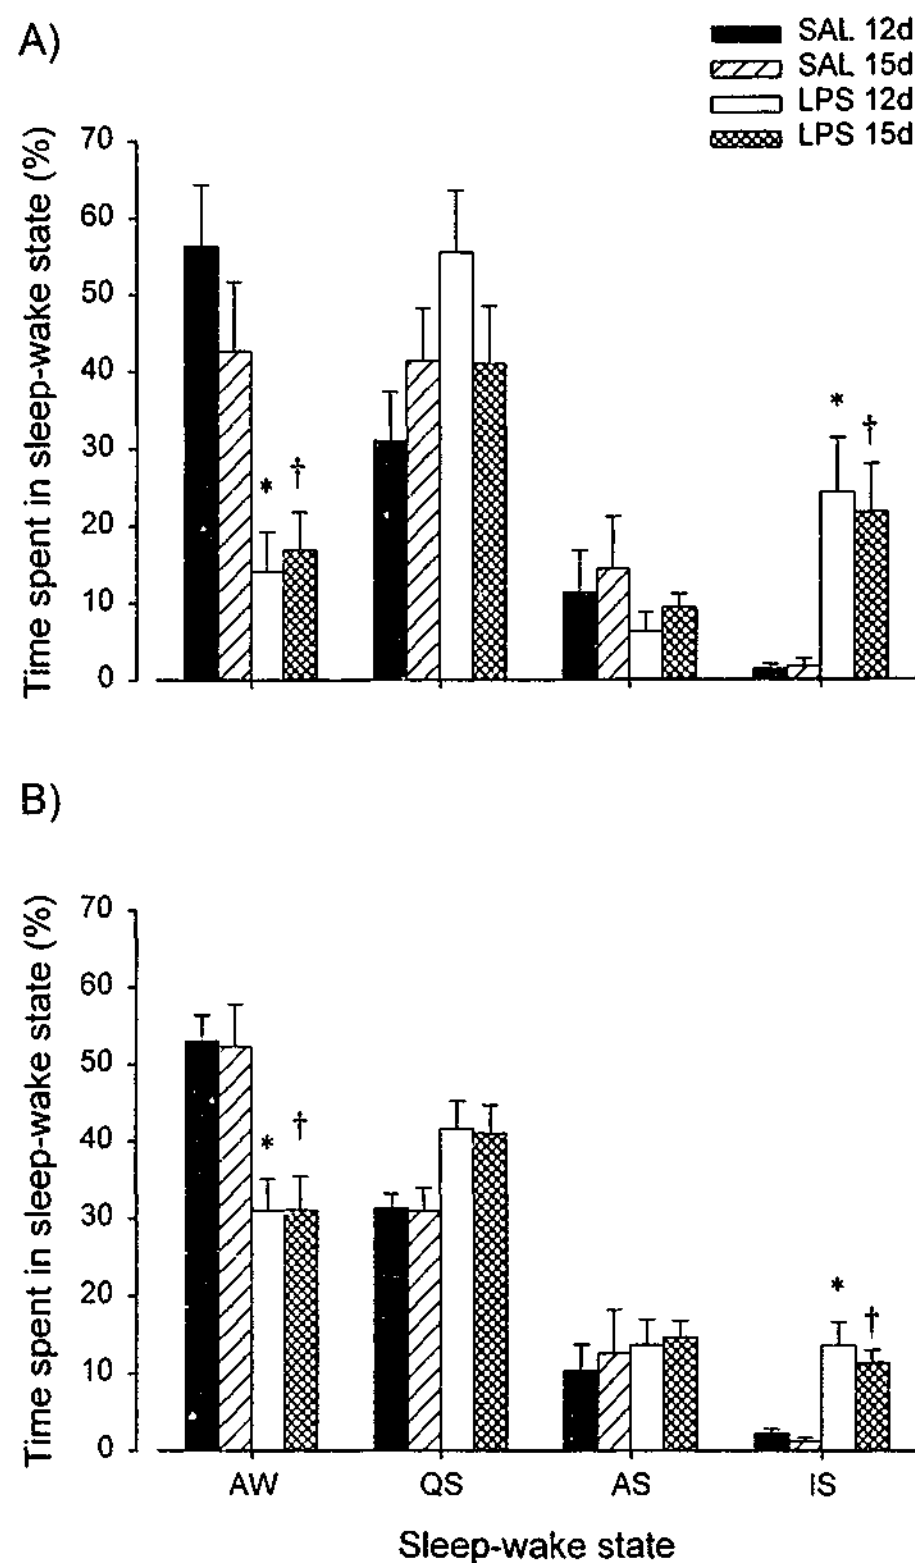 A)
SAL 12d
SAL 15d
LPS 12d
LPS 15d
Time spent in sleep-wake state (%)
70
60
50
40
30
20
10
0
*
†
*
†
B)
Time spent in sleep-wake state (%)
70
60
50
40
30
20
10
0
*
†
*
†
AW QS AS IS
Sleep-wake state